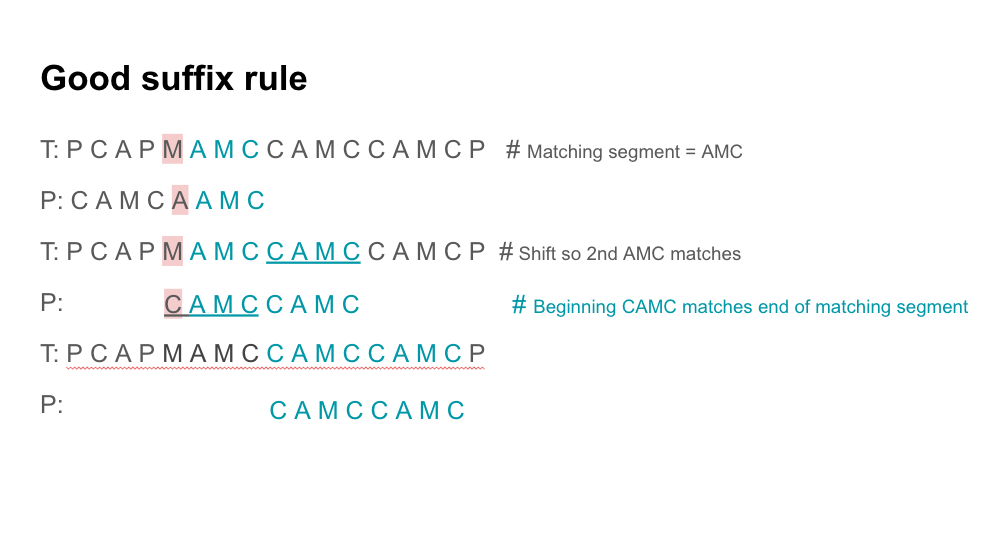 Good suffix rule
T: P C A P M A M C C A M C C A M C P # Matching segment = AMC
P: C A M C A A M C
T: P C A P M A M C C A M C C A M C P # Shift so 2nd AMC matches
P: C A M C C A M C # Beginning CAMC matches end of matching segment
T: P C A P M A M C C A M C C A M C P
P: C A M C C A M C